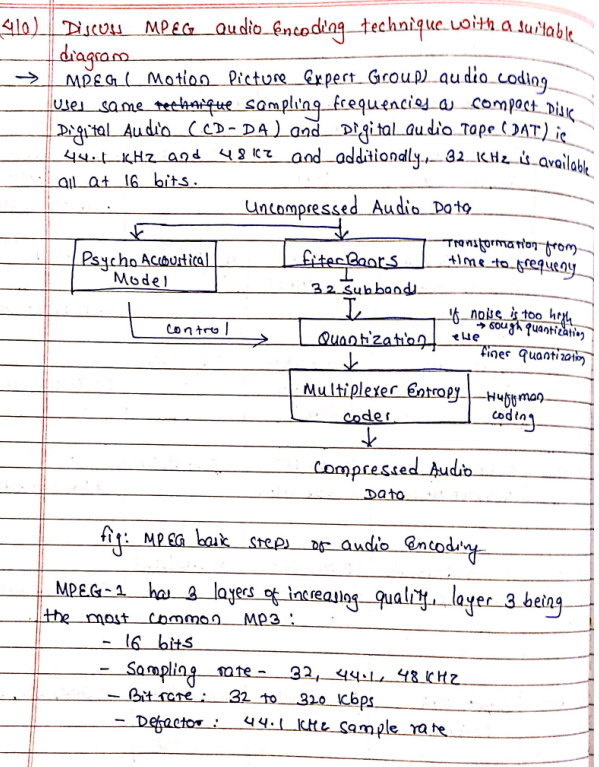 410) Discuss MPEG audio Encoding technique with a suitable
diagram
→ MPEG ( Motion Picture Expert Group) audio coding
uses same technique sampling frequencies as compact Disk
Digital Audio (CD-DA) and Digital audio Tape (DAT) ie
44.1 KHZ and 48 KZ and additionally, 32 KHZ is available
all at 16 bits.
Uncompressed Audio Data
Psycho Accoustical
Model
fiterBanks
Transformation from
time to frequeny
32 Subbands
control
Quantization
if noise is too high
→ rough quantization
else
finer quantization
Multiplexer Entropy
coder
Huffman
coding
Compressed Audio
Data
fig: MPEG basic steps of audio Encoding
MPEG-1 has 3 layers of increasing quality, layer 3 being
the most common MP3:
- 16 bits
- Sampling rate - 32, 44.1, 48 KHZ
- Bit rate: 32 to 320 Kbps
- Defactor: 44.1 KHz sample rate